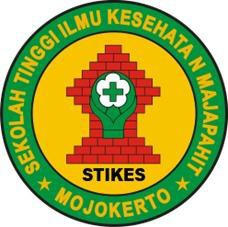 SEKOLAH TINGGI ILMU KESEHATA N MAJAPAHIT
STIKES
MOJOKERTO